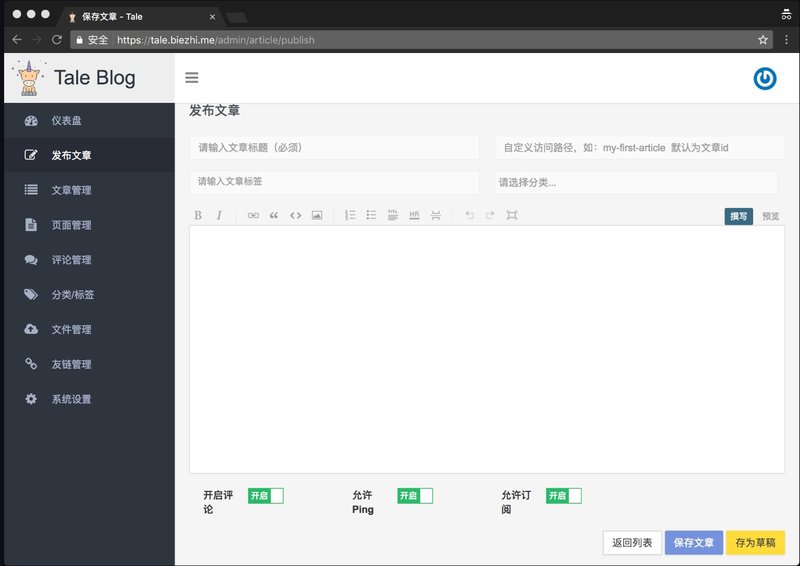 保存文章 - Tale
安全 https://tale.biezhi.me/admin/article/publish
Tale Blog
仪表盘
发布文章
文章管理
页面管理
评论管理
分类/标签
文件管理
友链管理
系统设置
发布文章
请输入文章标题（必须）
自定义访问路径，如：my-first-article 默认为文章id
请输入文章标签
请选择分类...
B I HR 撰写 预览
开启评论 开启
允许Ping 开启
允许订阅 开启
返回列表 保存文章 存为草稿